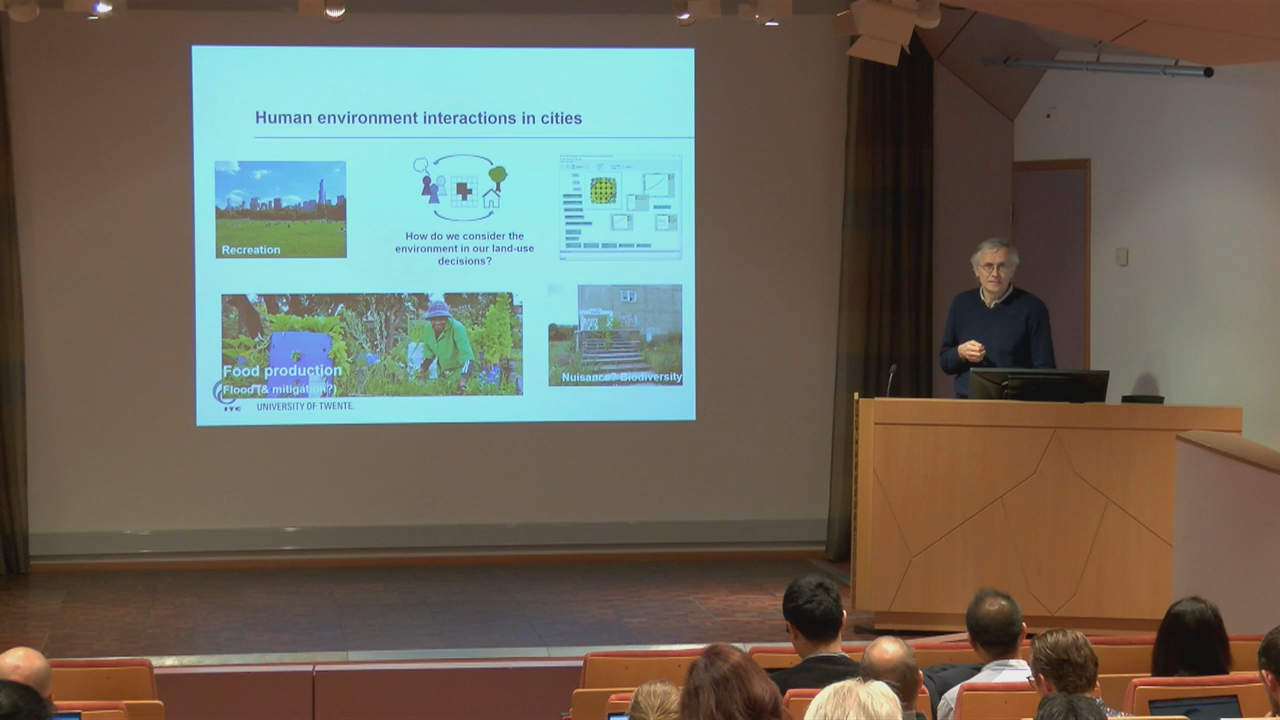 Human environment interactions in cities
Recreation
How do we consider the
environment in our land-use
decisions?
Food production
Flood (& mitigation?)
Nuisance? Biodiversity
ITC
UNIVERSITY OF TWENTE.